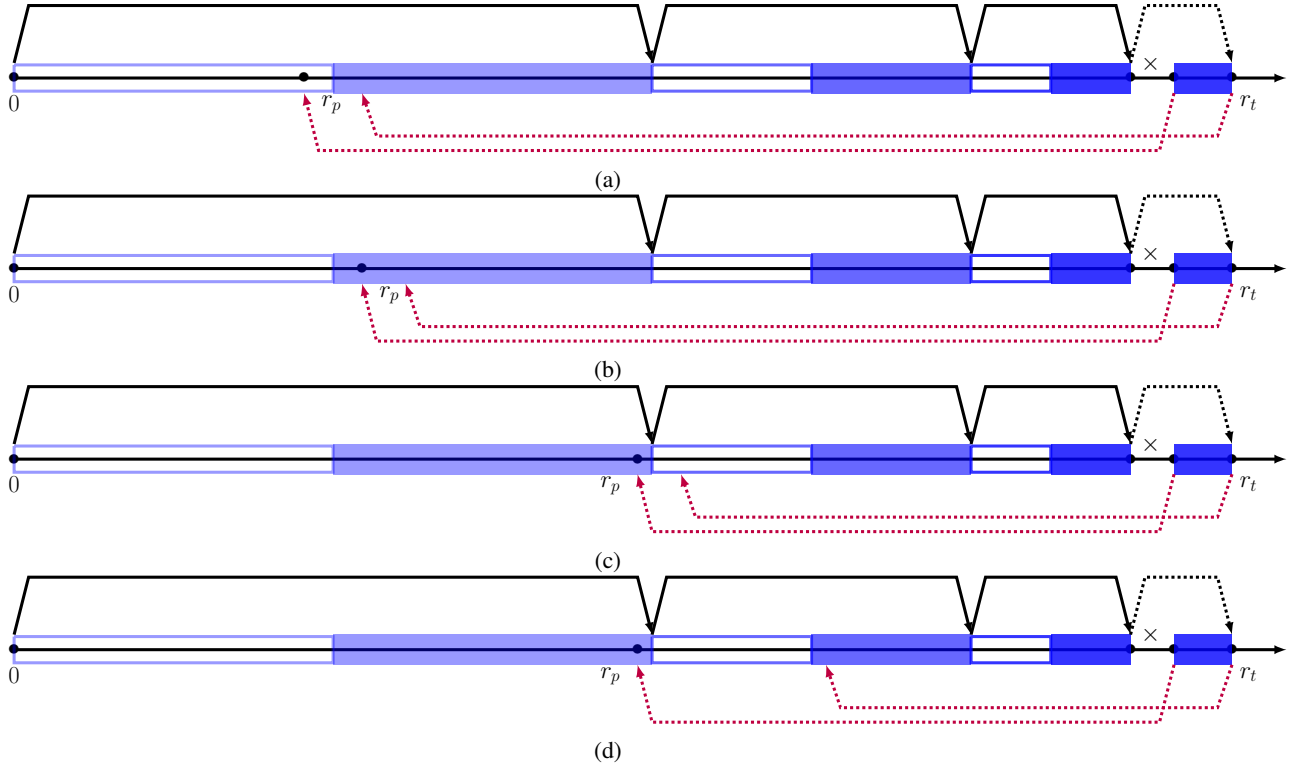 ×
0 $r_p$ $r_t$
(a)
×
0 $r_p$ $r_t$
(b)
×
0 $r_p$ $r_t$
(c)
×
0 $r_p$ $r_t$
(d)